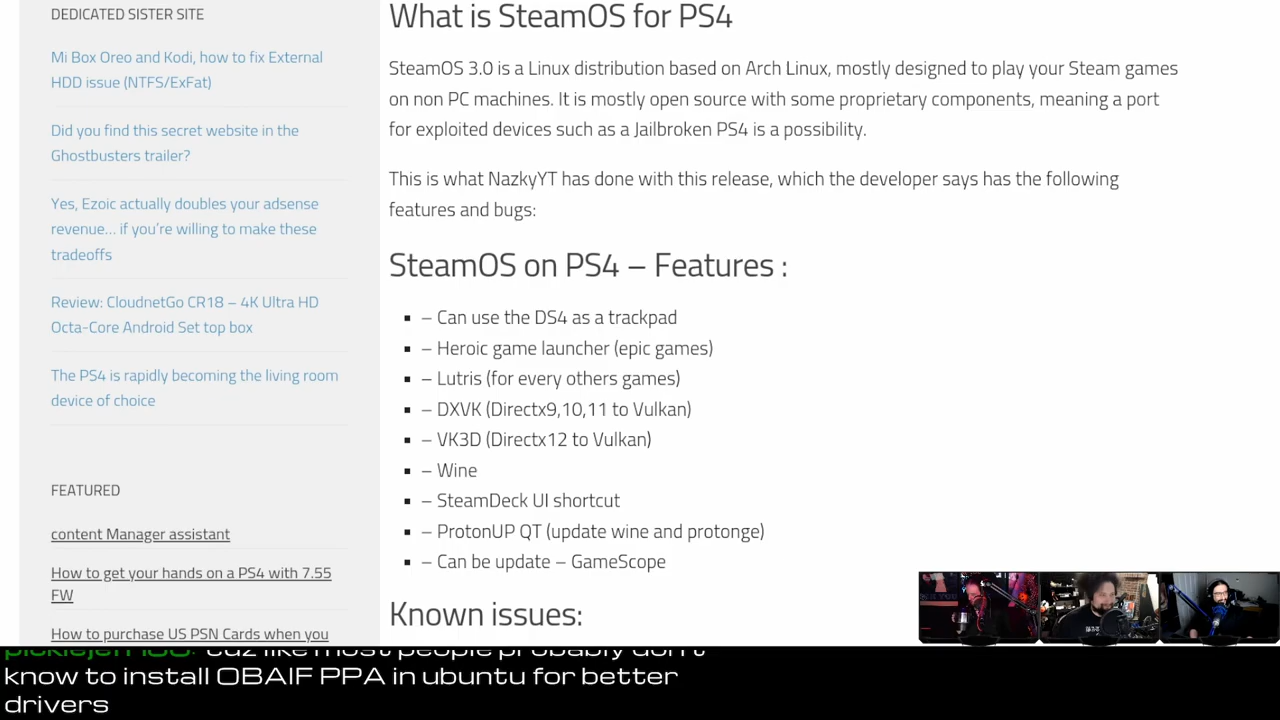 DEDICATED SISTER SITE
Mi Box Oreo and Kodi, how to fix External
HDD issue (NTFS/ExFat)
Did you find this secret website in the
Ghostbusters trailer?
Yes, Ezoic actually doubles your adsense
revenue... if you're willing to make these
tradeoffs
Review: CloudnetGo CR18 – 4K Ultra HD
Octa-Core Android Set top box
The PS4 is rapidly becoming the living room
device of choice
FEATURED
content Manager assistant
How to get your hands on a PS4 with 7.55
FW
How to purchase US PSN Cards when you
What is SteamOS for PS4
SteamOS 3.0 is a Linux distribution based on Arch Linux, mostly designed to play your Steam games
on non PC machines. It is mostly open source with some proprietary components, meaning a port
for exploited devices such as a Jailbroken PS4 is a possibility.
This is what NazkyYT has done with this release, which the developer says has the following
features and bugs:
SteamOS on PS4 – Features :
– Can use the DS4 as a trackpad
– Heroic game launcher (epic games)
– Lutris (for every others games)
– DXVK (Directx9,10,11 to Vulkan)
– VK3D (Directx12 to Vulkan)
– Wine
– SteamDeck UI shortcut
– ProtonUP QT (update wine and protonge)
– Can be update – GameScope
Known issues:
cuz like most people probably don't
know to install OBAIF PPA in ubuntu for better
drivers